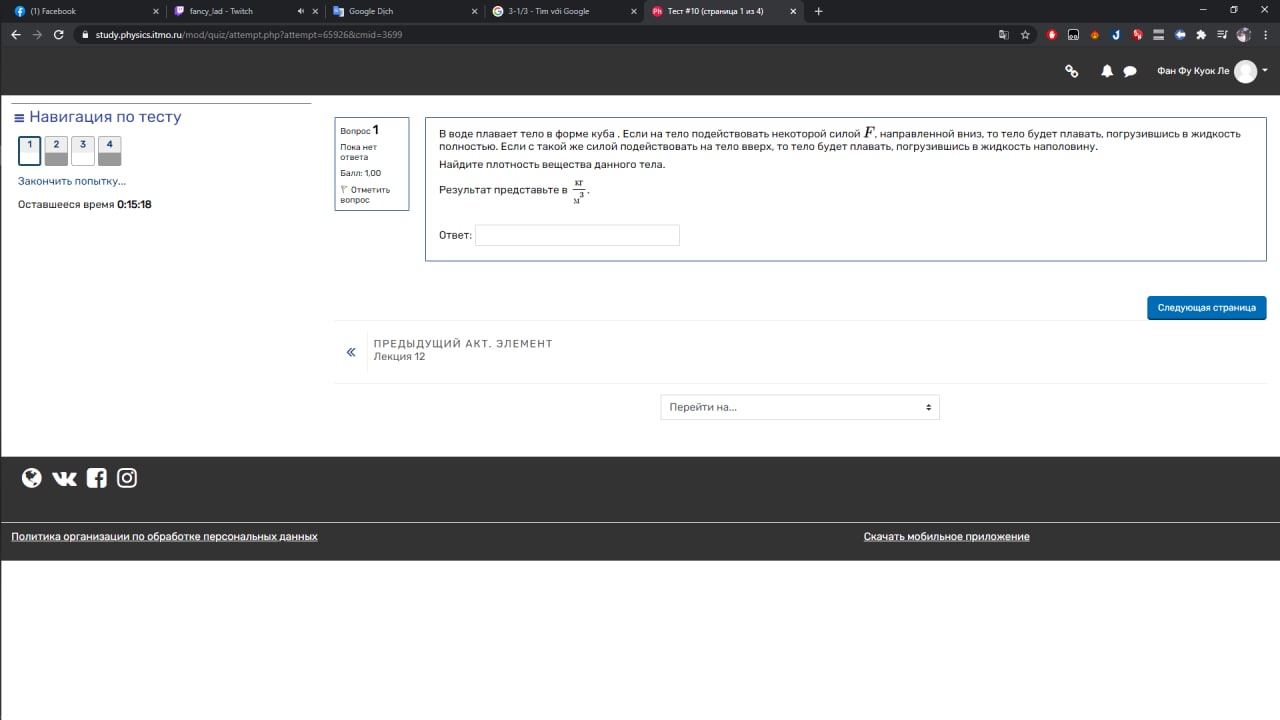 (1) Facebook
fancy_lad - Twitch
Google Dịch
3-1/3 - Tìm với Google
Тест #10 (страница 1 из 4)
study.physics.itmo.ru/mod/quiz/attempt.php?attempt=65926&cmid=3699
Фан Фу Куок Ле
Навигация по тесту
1 2 3 4
Закончить попытку...
Оставшееся время 0:15:18
Вопрос 1
Пока нет
ответа
Балл: 1,00
Отметить
вопрос
В воде плавает тело в форме куба . Если на тело подействовать некоторой силой F, направленной вниз, то тело будет плавать, погрузившись в жидкость
полностью. Если с такой же силой подействовать на тело вверх, то тело будет плавать, погрузившись в жидкость наполовину.
Найдите плотность вещества данного тела.
Результат представьте в кг/м³.
Ответ:
Следующая страница
ПРЕДЫДУЩИЙ АКТ. ЭЛЕМЕНТ
Лекция 12
Перейти на...
Политика организации по обработке персональных данных
Скачать мобильное приложение